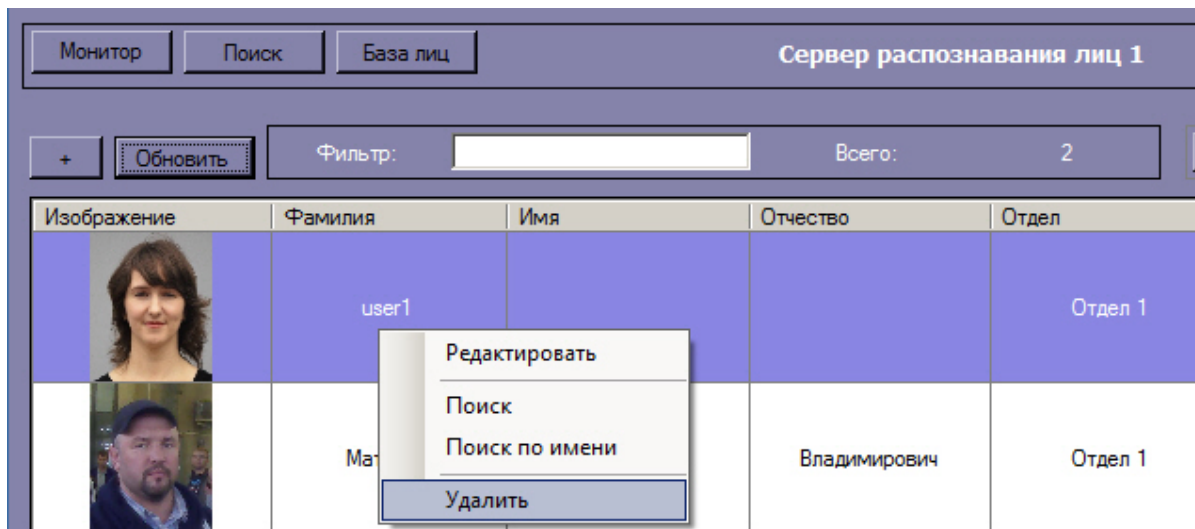 Монитор Поиск База лиц Сервер распознавания лиц 1
+ Обновить Фильтр: Всего: 2
Изображение Фамилия Имя Отчество Отдел
user1 Отдел 1
Редактировать
Поиск
Поиск по имени
Владимирович Отдел 1
Удалить